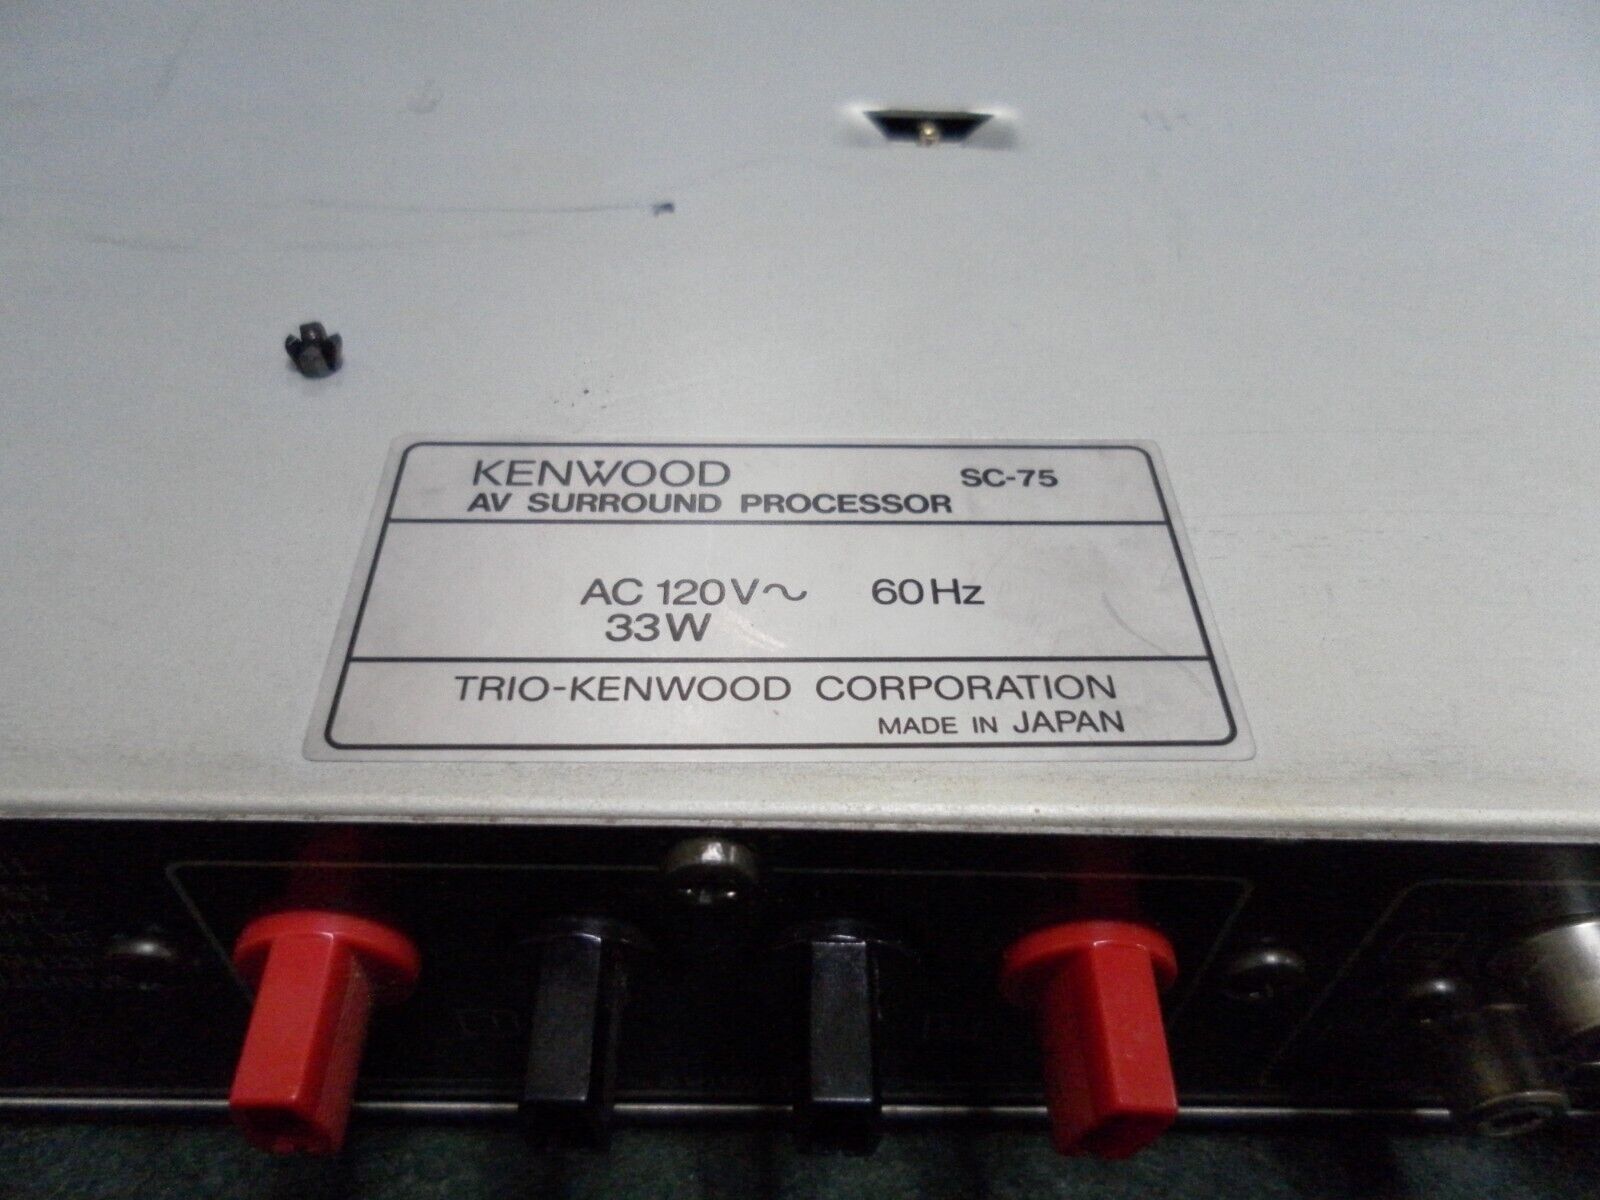 KENWOOD SC-75
AV SURROUND PROCESSOR
AC 120V~ 60Hz
33W
TRIO-KENWOOD CORPORATION
MADE IN JAPAN